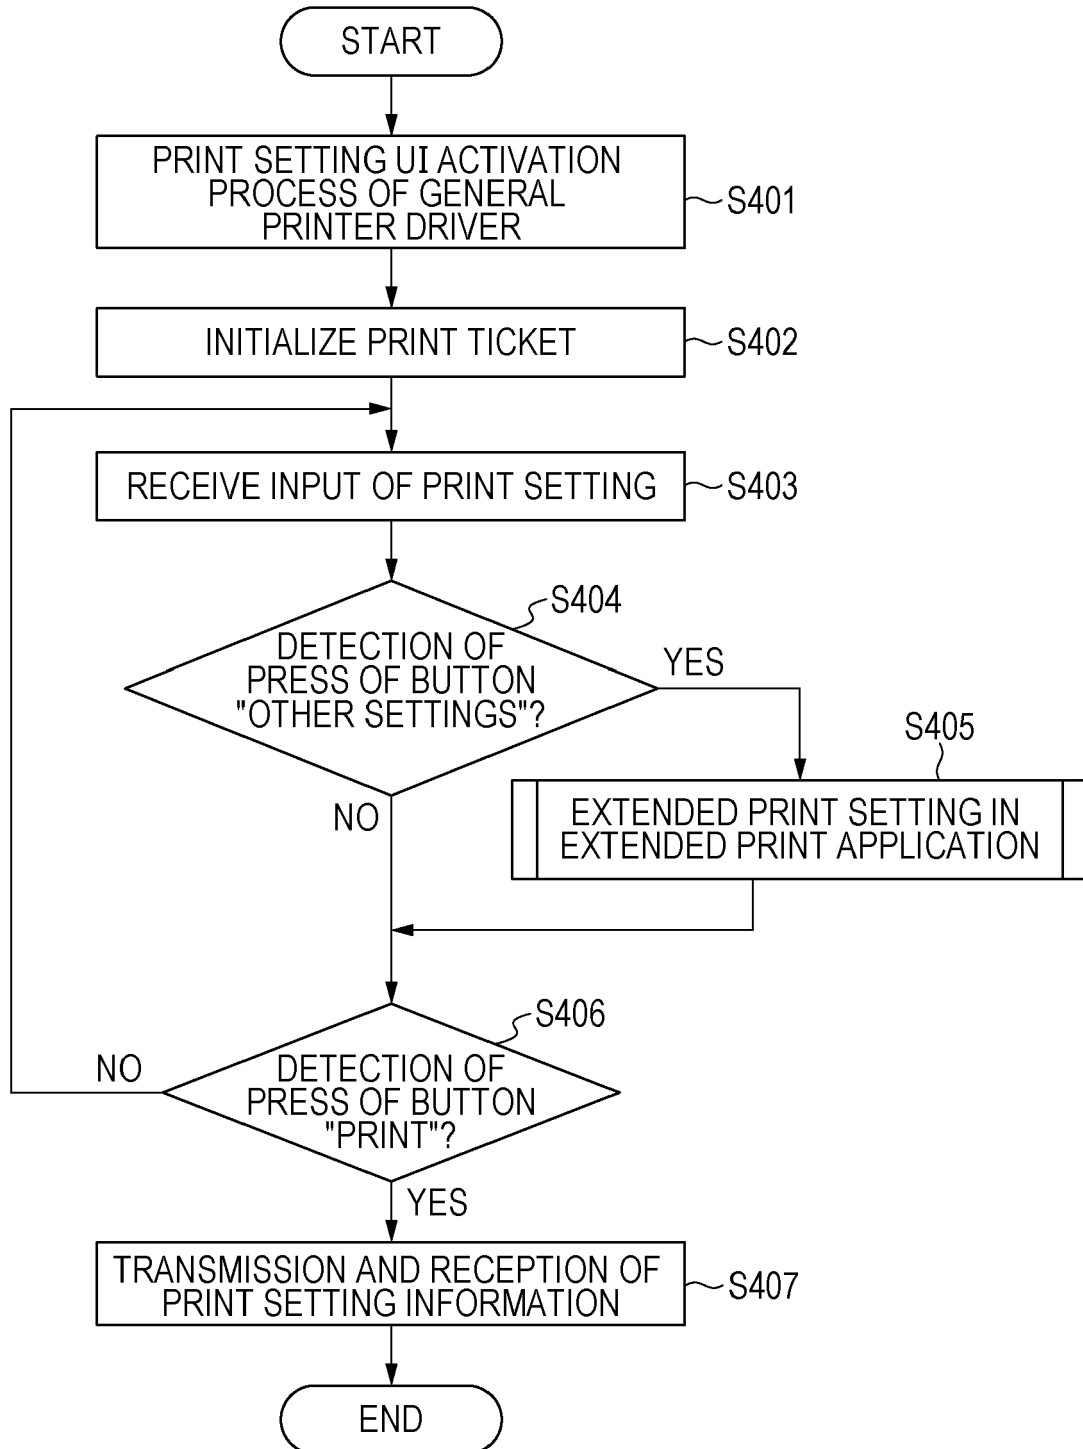 START
PRINT SETTING UI ACTIVATION
PROCESS OF GENERAL
PRINTER DRIVER
S401
INITIALIZE PRINT TICKET
S402
RECEIVE INPUT OF PRINT SETTING
S403
S404
DETECTION OF
PRESS OF BUTTON
"OTHER SETTINGS"?
YES
NO
S405
EXTENDED PRINT SETTING IN
EXTENDED PRINT APPLICATION
S406
DETECTION OF
PRESS OF BUTTON
"PRINT"?
NO
YES
TRANSMISSION AND RECEPTION OF
PRINT SETTING INFORMATION
S407
END